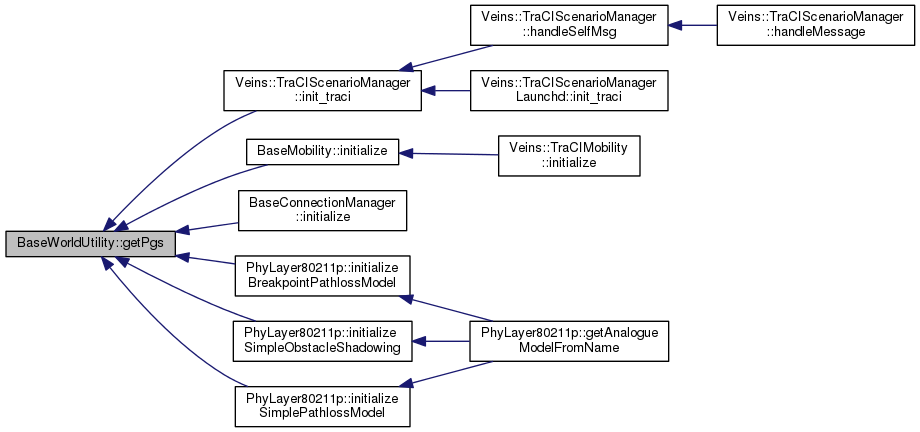 Veins::TraCIScenarioManager
::handleSelfMsg
Veins::TraCIScenarioManager
::handleMessage
Veins::TraCIScenarioManager
::init_traci
Veins::TraCIScenarioManager
Launchd::init_traci
BaseMobility::initialize
Veins::TraCIMobility
::initialize
BaseConnectionManager
::initialize
BaseWorldUtility::getPgs
PhyLayer80211p::initialize
BreakpointPathlossModel
PhyLayer80211p::initialize
SimpleObstacleShadowing
PhyLayer80211p::getAnalogue
ModelFromName
PhyLayer80211p::initialize
SimplePathlossModel